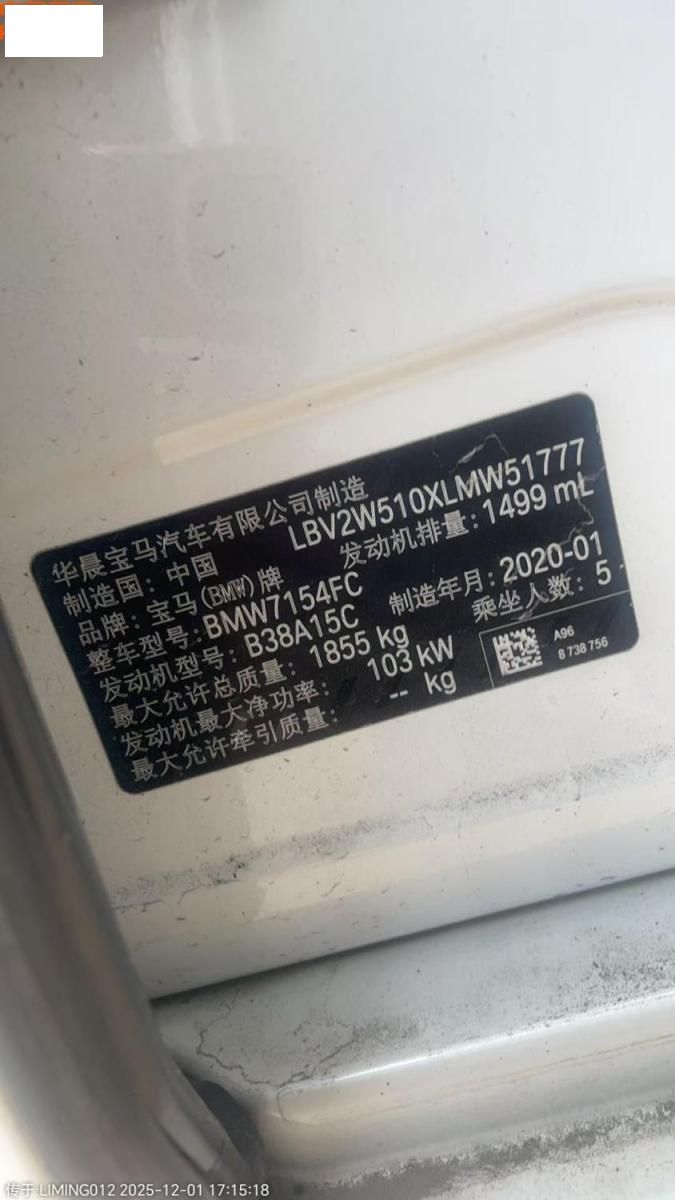 华晨宝马汽车有限公司制造
制造国：中国 LBV2W510XLMW51777
品牌：宝马(BMW)牌 发动机排量：1499 mL
整车型号：BMW7154FC
发动机型号：B38A15C 制造年月：2020-01
最大允许总质量：1855 kg 乘坐人数：5
发动机最大净功率：103 kW
最大允许牵引质量：-- kg
A96
8 738 756
传于:LIMING012 2025-12-01 17:15:18